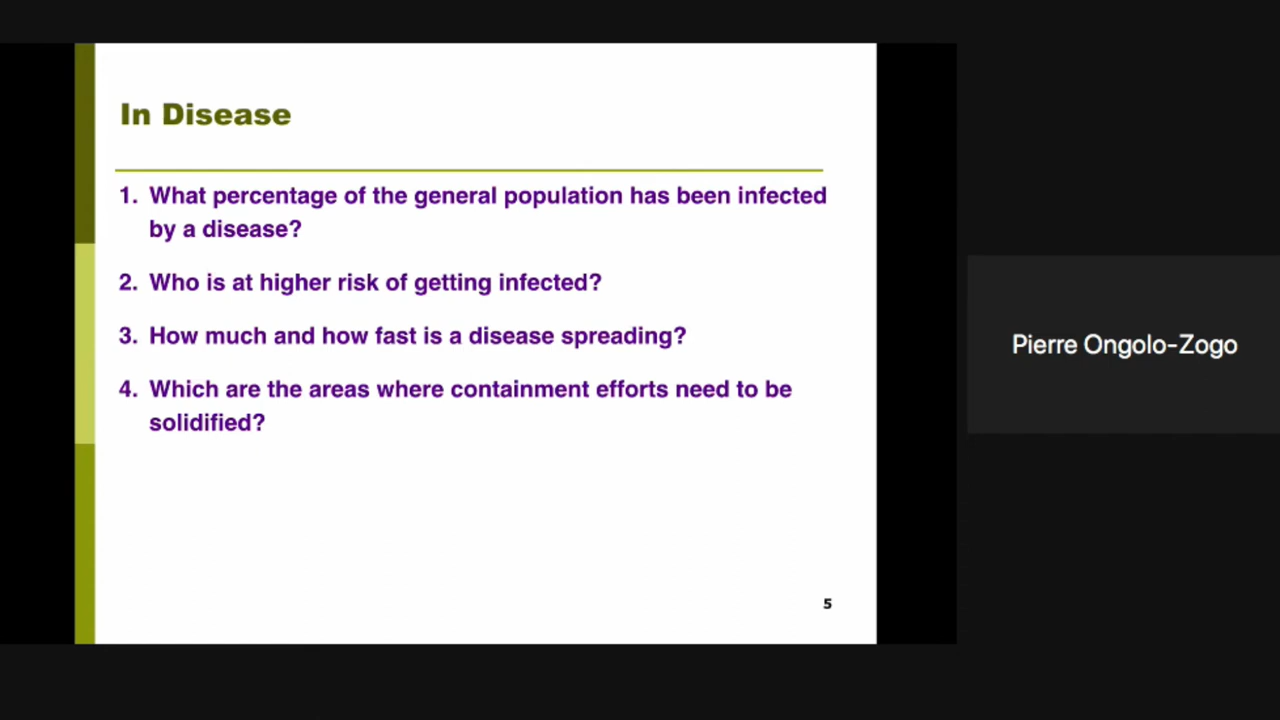 In Disease
1. What percentage of the general population has been infected
by a disease?
2. Who is at higher risk of getting infected?
3. How much and how fast is a disease spreading?
4. Which are the areas where containment efforts need to be
solidified?
5
Pierre Ongolo-Zogo